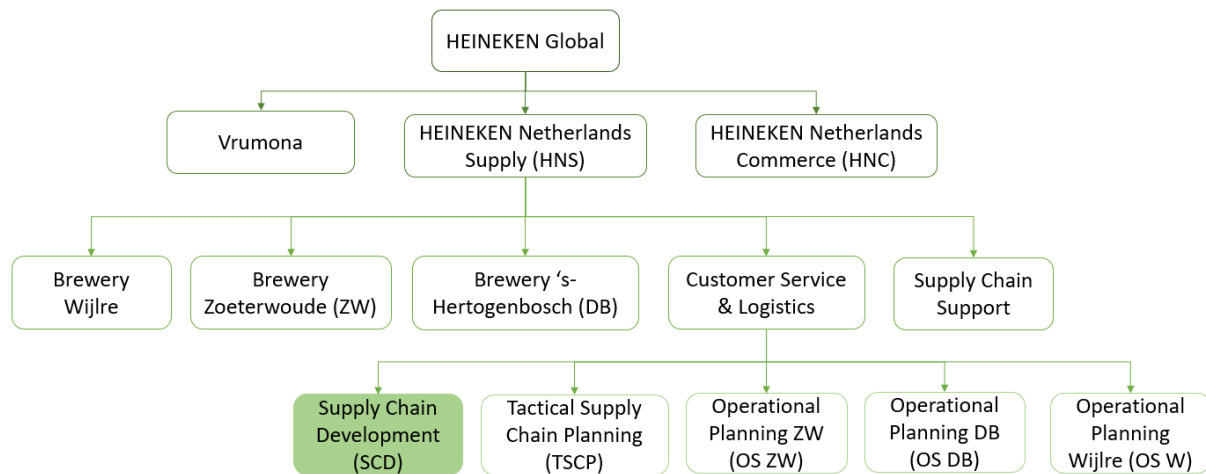 HEINEKEN Global
Vrumona
HEINEKEN Netherlands
Supply (HNS)
HEINEKEN Netherlands
Commerce (HNC)
Brewery
Wijlre
Brewery
Zoeterwoude (ZW)
Brewery ‘s-
Hertogenbosch (DB)
Customer Service
& Logistics
Supply Chain
Support
Supply Chain
Development
(SCD)
Tactical Supply
Chain Planning
(TSCP)
Operational
Planning ZW
(OS ZW)
Operational
Planning DB
(OS DB)
Operational
Planning
Wijlre (OS W)